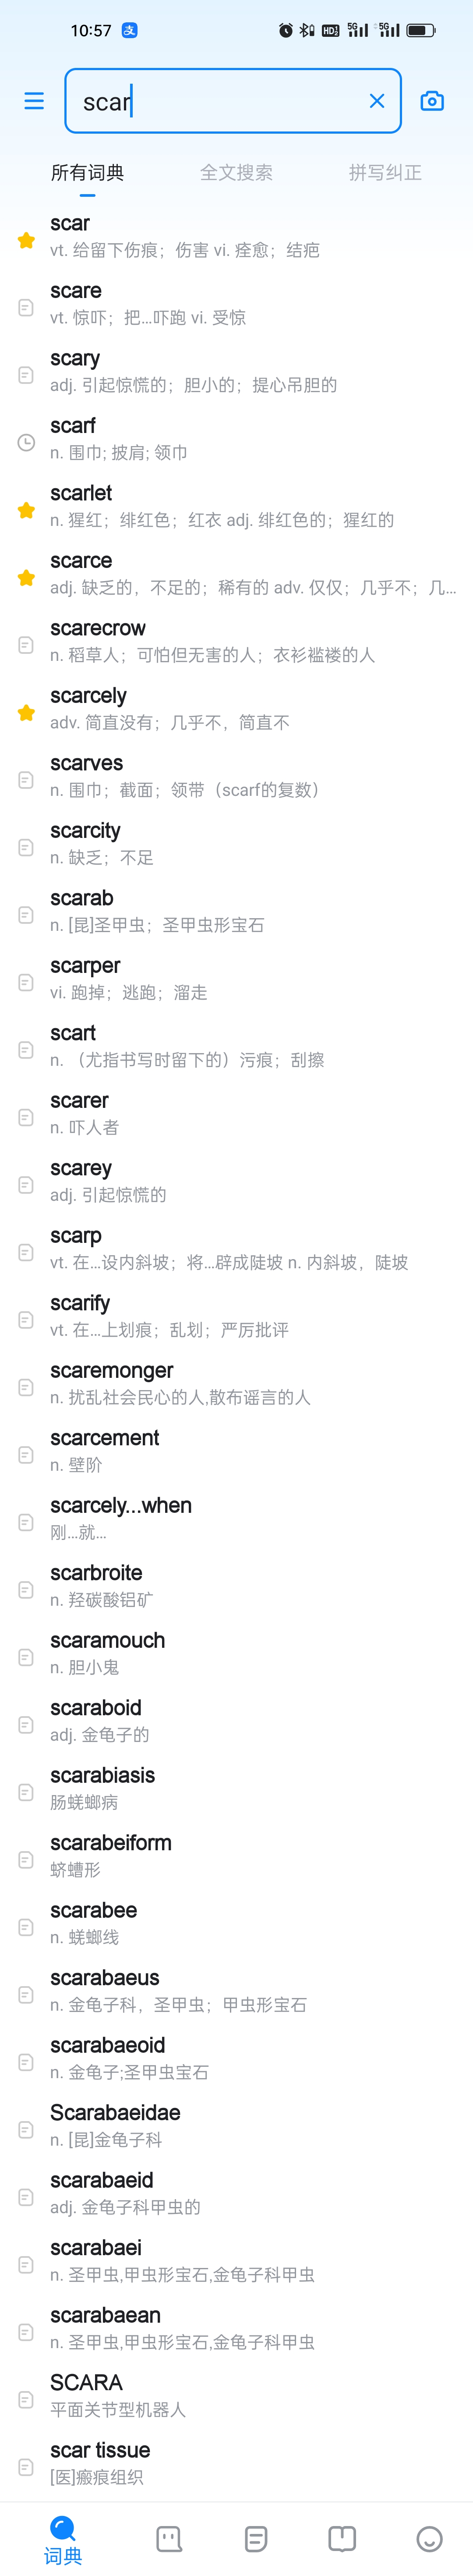 10:57
HD
5G
5G
scar
所有词典
全文搜索
拼写纠正
scar
vt. 给留下伤痕；伤害 vi. 痊愈；结疤
scare
vt. 惊吓；把...吓跑 vi. 受惊
scary
adj. 引起惊慌的；胆小的；提心吊胆的
scarf
n. 围巾; 披肩; 领巾
scarlet
n. 猩红；绯红色；红衣 adj. 绯红色的；猩红的
scarce
adj. 缺乏的，不足的；稀有的 adv. 仅仅；几乎不；几...
scarecrow
n. 稻草人；可怕但无害的人；衣衫褴褛的人
scarcely
adv. 简直没有；几乎不，简直不
scarves
n. 围巾；截面；领带（scarf的复数）
scarcity
n. 缺乏；不足
scarab
n. [昆]圣甲虫；圣甲虫形宝石
scarper
vi. 跑掉；逃跑；溜走
scart
n. （尤指书写时留下的）污痕；刮擦
scarer
n. 吓人者
scarey
adj. 引起惊慌的
scarp
vt. 在...设内斜坡；将...辟成陡坡 n. 内斜坡，陡坡
scarify
vt. 在...上划痕；乱划；严厉批评
scaremonger
n. 扰乱社会民心的人,散布谣言的人
scarcement
n. 壁阶
scarcely...when
刚...就...
scarbroite
n. 羟碳酸铝矿
scaramouch
n. 胆小鬼
scaraboid
adj. 金龟子的
scarabiasis
肠蜣螂病
scarabeiform
蛴螬形
scarabee
n. 蜣螂线
scarabaeus
n. 金龟子科，圣甲虫；甲虫形宝石
scarabaeoid
n. 金龟子;圣甲虫宝石
Scarabaeidae
n. [昆]金龟子科
scarabaeid
adj. 金龟子科甲虫的
scarabaei
n. 圣甲虫,甲虫形宝石,金龟子科甲虫
scarabaean
n. 圣甲虫,甲虫形宝石,金龟子科甲虫
SCARA
平面关节型机器人
scar tissue
[医]瘢痕组织
词典